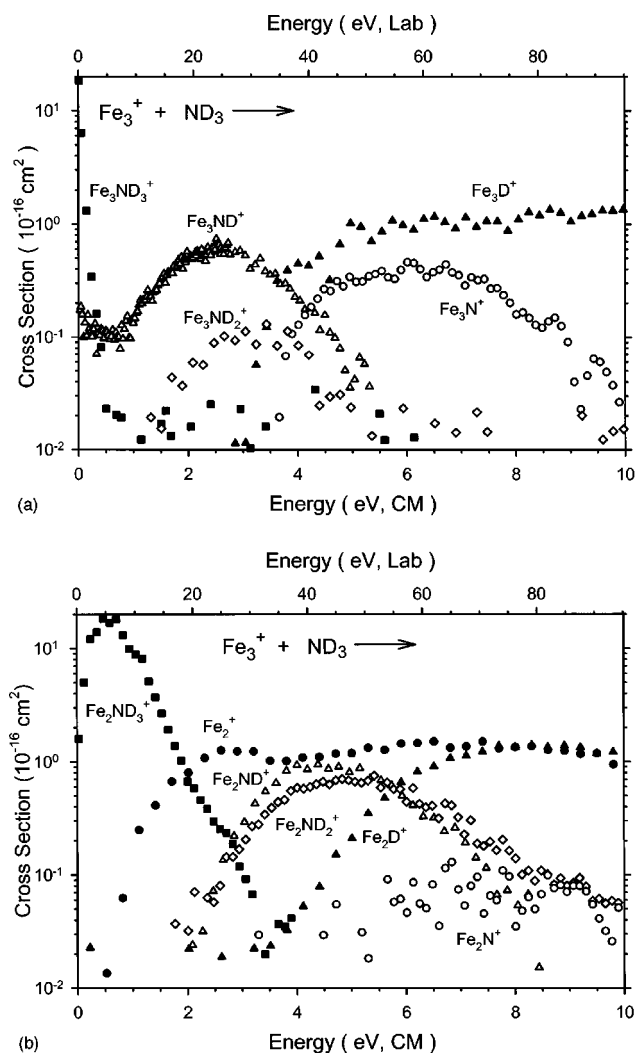 Energy ( eV, Lab )
0 20 40 60 80
10¹
10⁰
10⁻¹
10⁻²
Cross Section ( 10⁻¹⁶ cm² )
Fe₃⁺ + ND₃
Fe₃ND₃⁺
Fe₃ND⁺
Fe₃D⁺
Fe₃ND₂⁺
Fe₃N⁺
0 2 4 6 8 10
Energy ( eV, CM )
(a)
Energy ( eV, Lab )
0 20 40 60 80
10¹
10⁰
10⁻¹
10⁻²
Cross Section (10⁻¹⁶ cm²)
Fe₃⁺ + ND₃
Fe₂ND₃⁺
Fe₂⁺
Fe₂ND⁺
Fe₂ND₂⁺
Fe₂D⁺
Fe₂N⁺
0 2 4 6 8 10
Energy ( eV, CM )
(b)